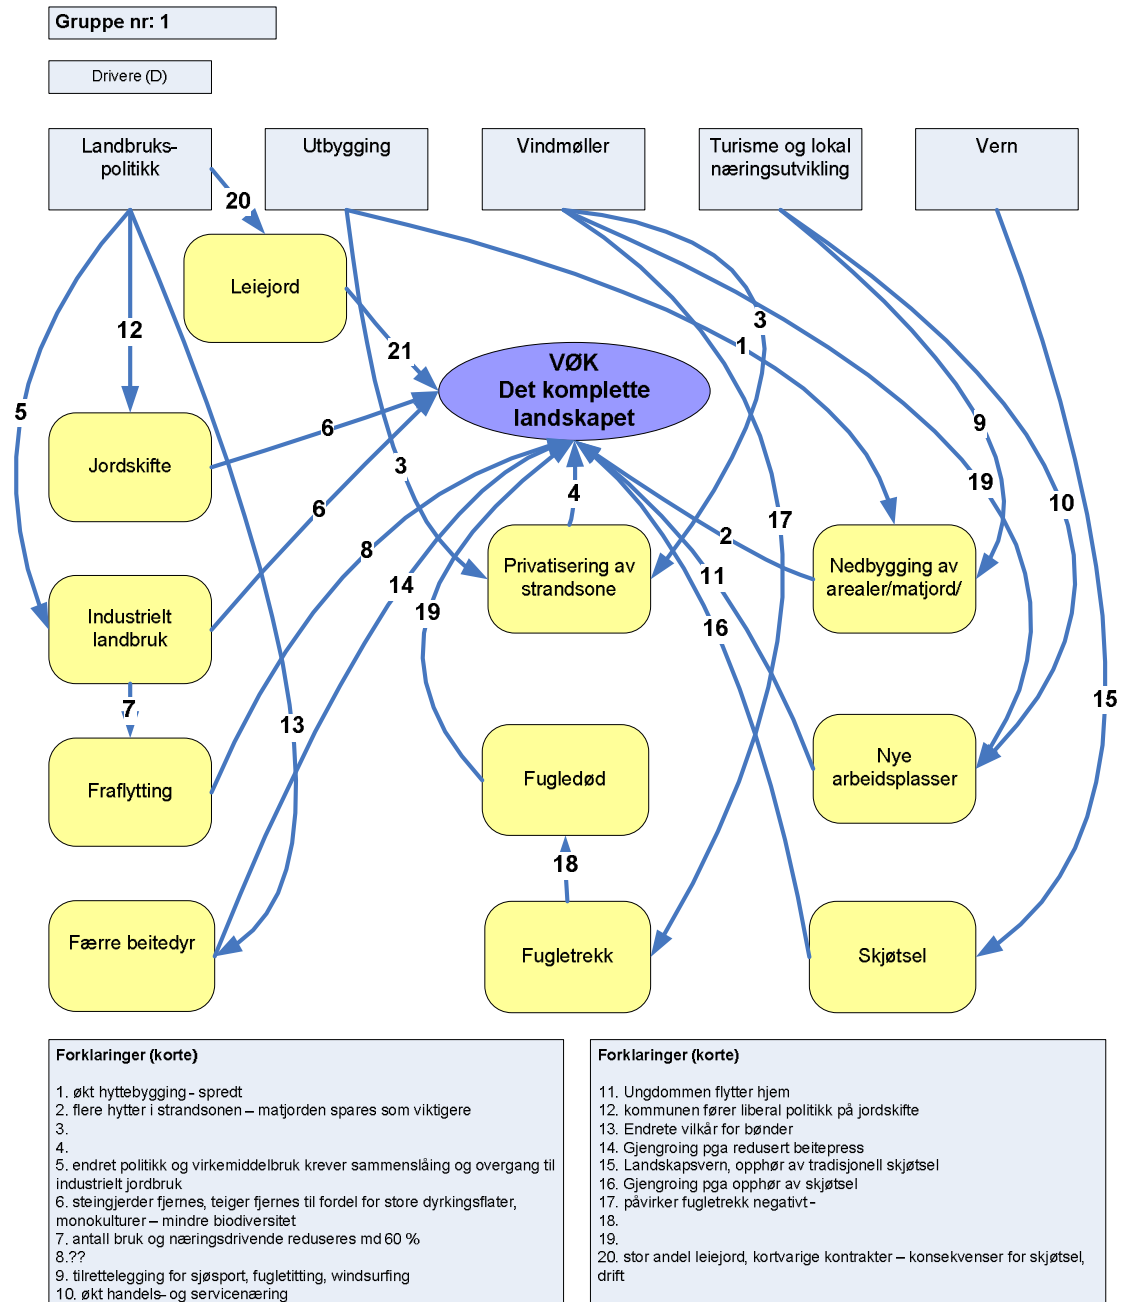 Gruppe nr: 1
Drivere (D)
Landbruks-
politikk
Utbygging
Vindmøller
Turisme og lokal
næringsutvikling
Vern
20
Leiejord
12
3
1
21
VØK
Det komplette
landskapet
5
6
9
Jordskifte
3
4
19
10
6
17
8
2
14
11
Privatisering av
strandsone
Nedbygging av
arealer/matjord/
19
16
Industrielt
landbruk
7
13
15
Fraflytting
Fugledød
Nye
arbeidsplasser
18
Færre beitedyr
Fugletrekk
Skjøtsel
Forklaringer (korte)
1. økt hyttebygging - spredt
2. flere hytter i strandsonen – matjorden spares som viktigere
3.
4.
5. endret politikk og virkemiddelbruk krever sammenslåing og overgang til
industrielt jordbruk
6. steingjerder fjernes, teiger fjernes til fordel for store dyrkingsflater,
monokulturer – mindre biodiversitet
7. antall bruk og næringsdrivende reduseres md 60 %
8.??
9. tilrettelegging for sjøsport, fugletitting, windsurfing
10. økt handels- og servicenæring
Forklaringer (korte)
11. Ungdommen flytter hjem
12. kommunen fører liberal politikk på jordskifte
13. Endrete vilkår for bønder
14. Gjengroing pga redusert beitepress
15. Landskapsvern, opphør av tradisjonell skjøtsel
16. Gjengroing pga opphør av skjøtsel
17. påvirker fugletrekk negativt -
18.
19.
20. stor andel leiejord, kortvarige kontrakter – konsekvenser for skjøtsel,
drift